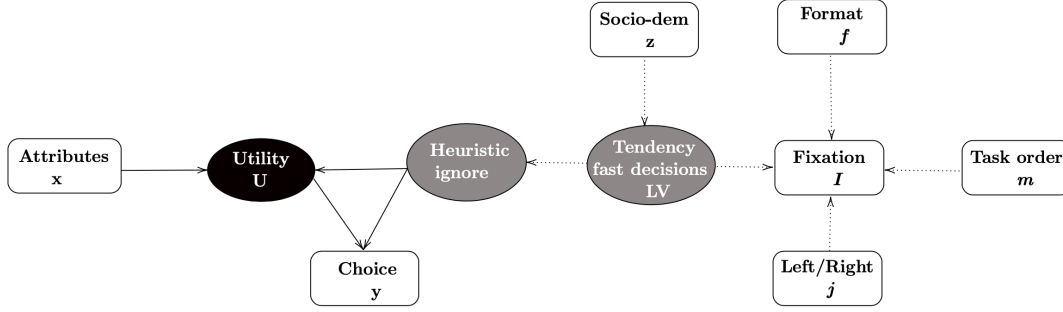 Socio-dem
z
Format
f
Attributes
x
Utility
U
Heuristic
ignore
Tendency
fast decisions
LV
Fixation
I
Task order
m
Choice
y
Left/Right
j